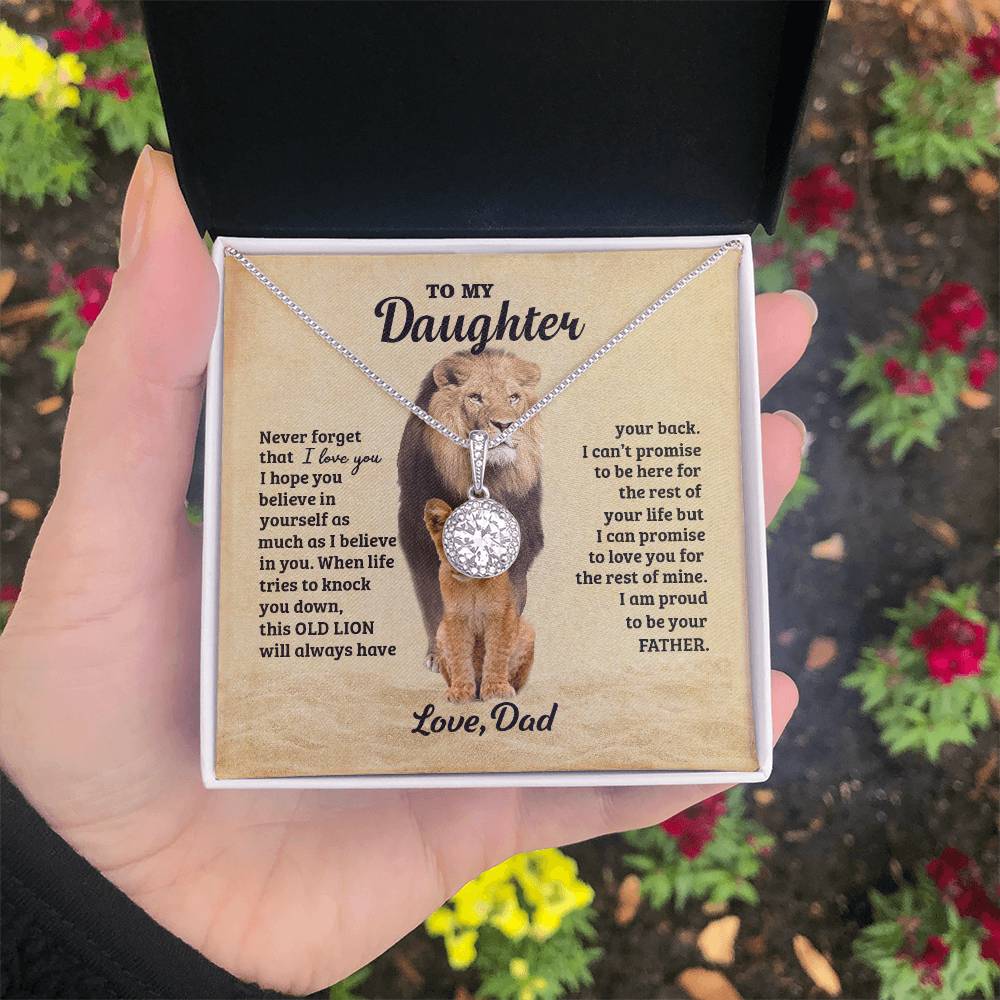 TO MY
Daughter
Never forget
that I love you
I hope you
believe in
yourself as
much as I believe
in you. When life
tries to knock
you down,
this OLD LION
will always have
your back.
I can't promise
to be here for
the rest of
your life but
I can promise
to love you for
the rest of mine.
I am proud
to be your
FATHER.
Love, Dad